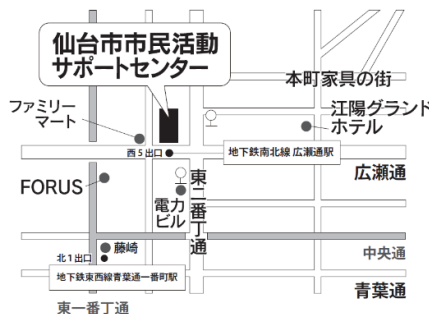 仙台市市民活動
サポートセンター
本町家具の街
ファミリー
マート
江陽グランド
ホテル
西5出口
地下鉄南北線 広瀬通駅
広瀬通
FORUS
電力
ビル
東二番丁通
藤崎
北1出口
中央通
地下鉄東西線青葉通一番町駅
青葉通
東一番丁通